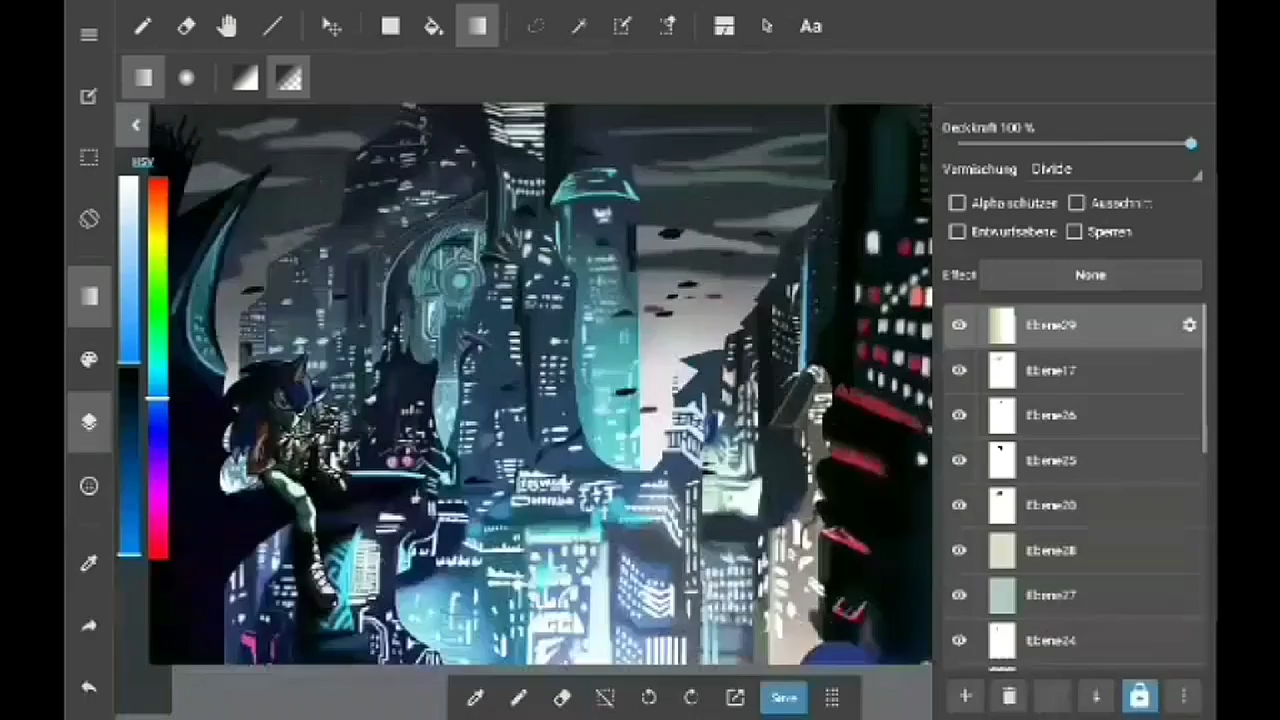 Aa
HSV
Deckkraft 100 %
Vermischung Divide
Alpha schützen Ausschnitt
Entwurfsebene Sperren
Effect None
Ebene29
Ebene17
Ebene26
Ebene25
Ebene20
Ebene28
Ebene27
Ebene24
Save